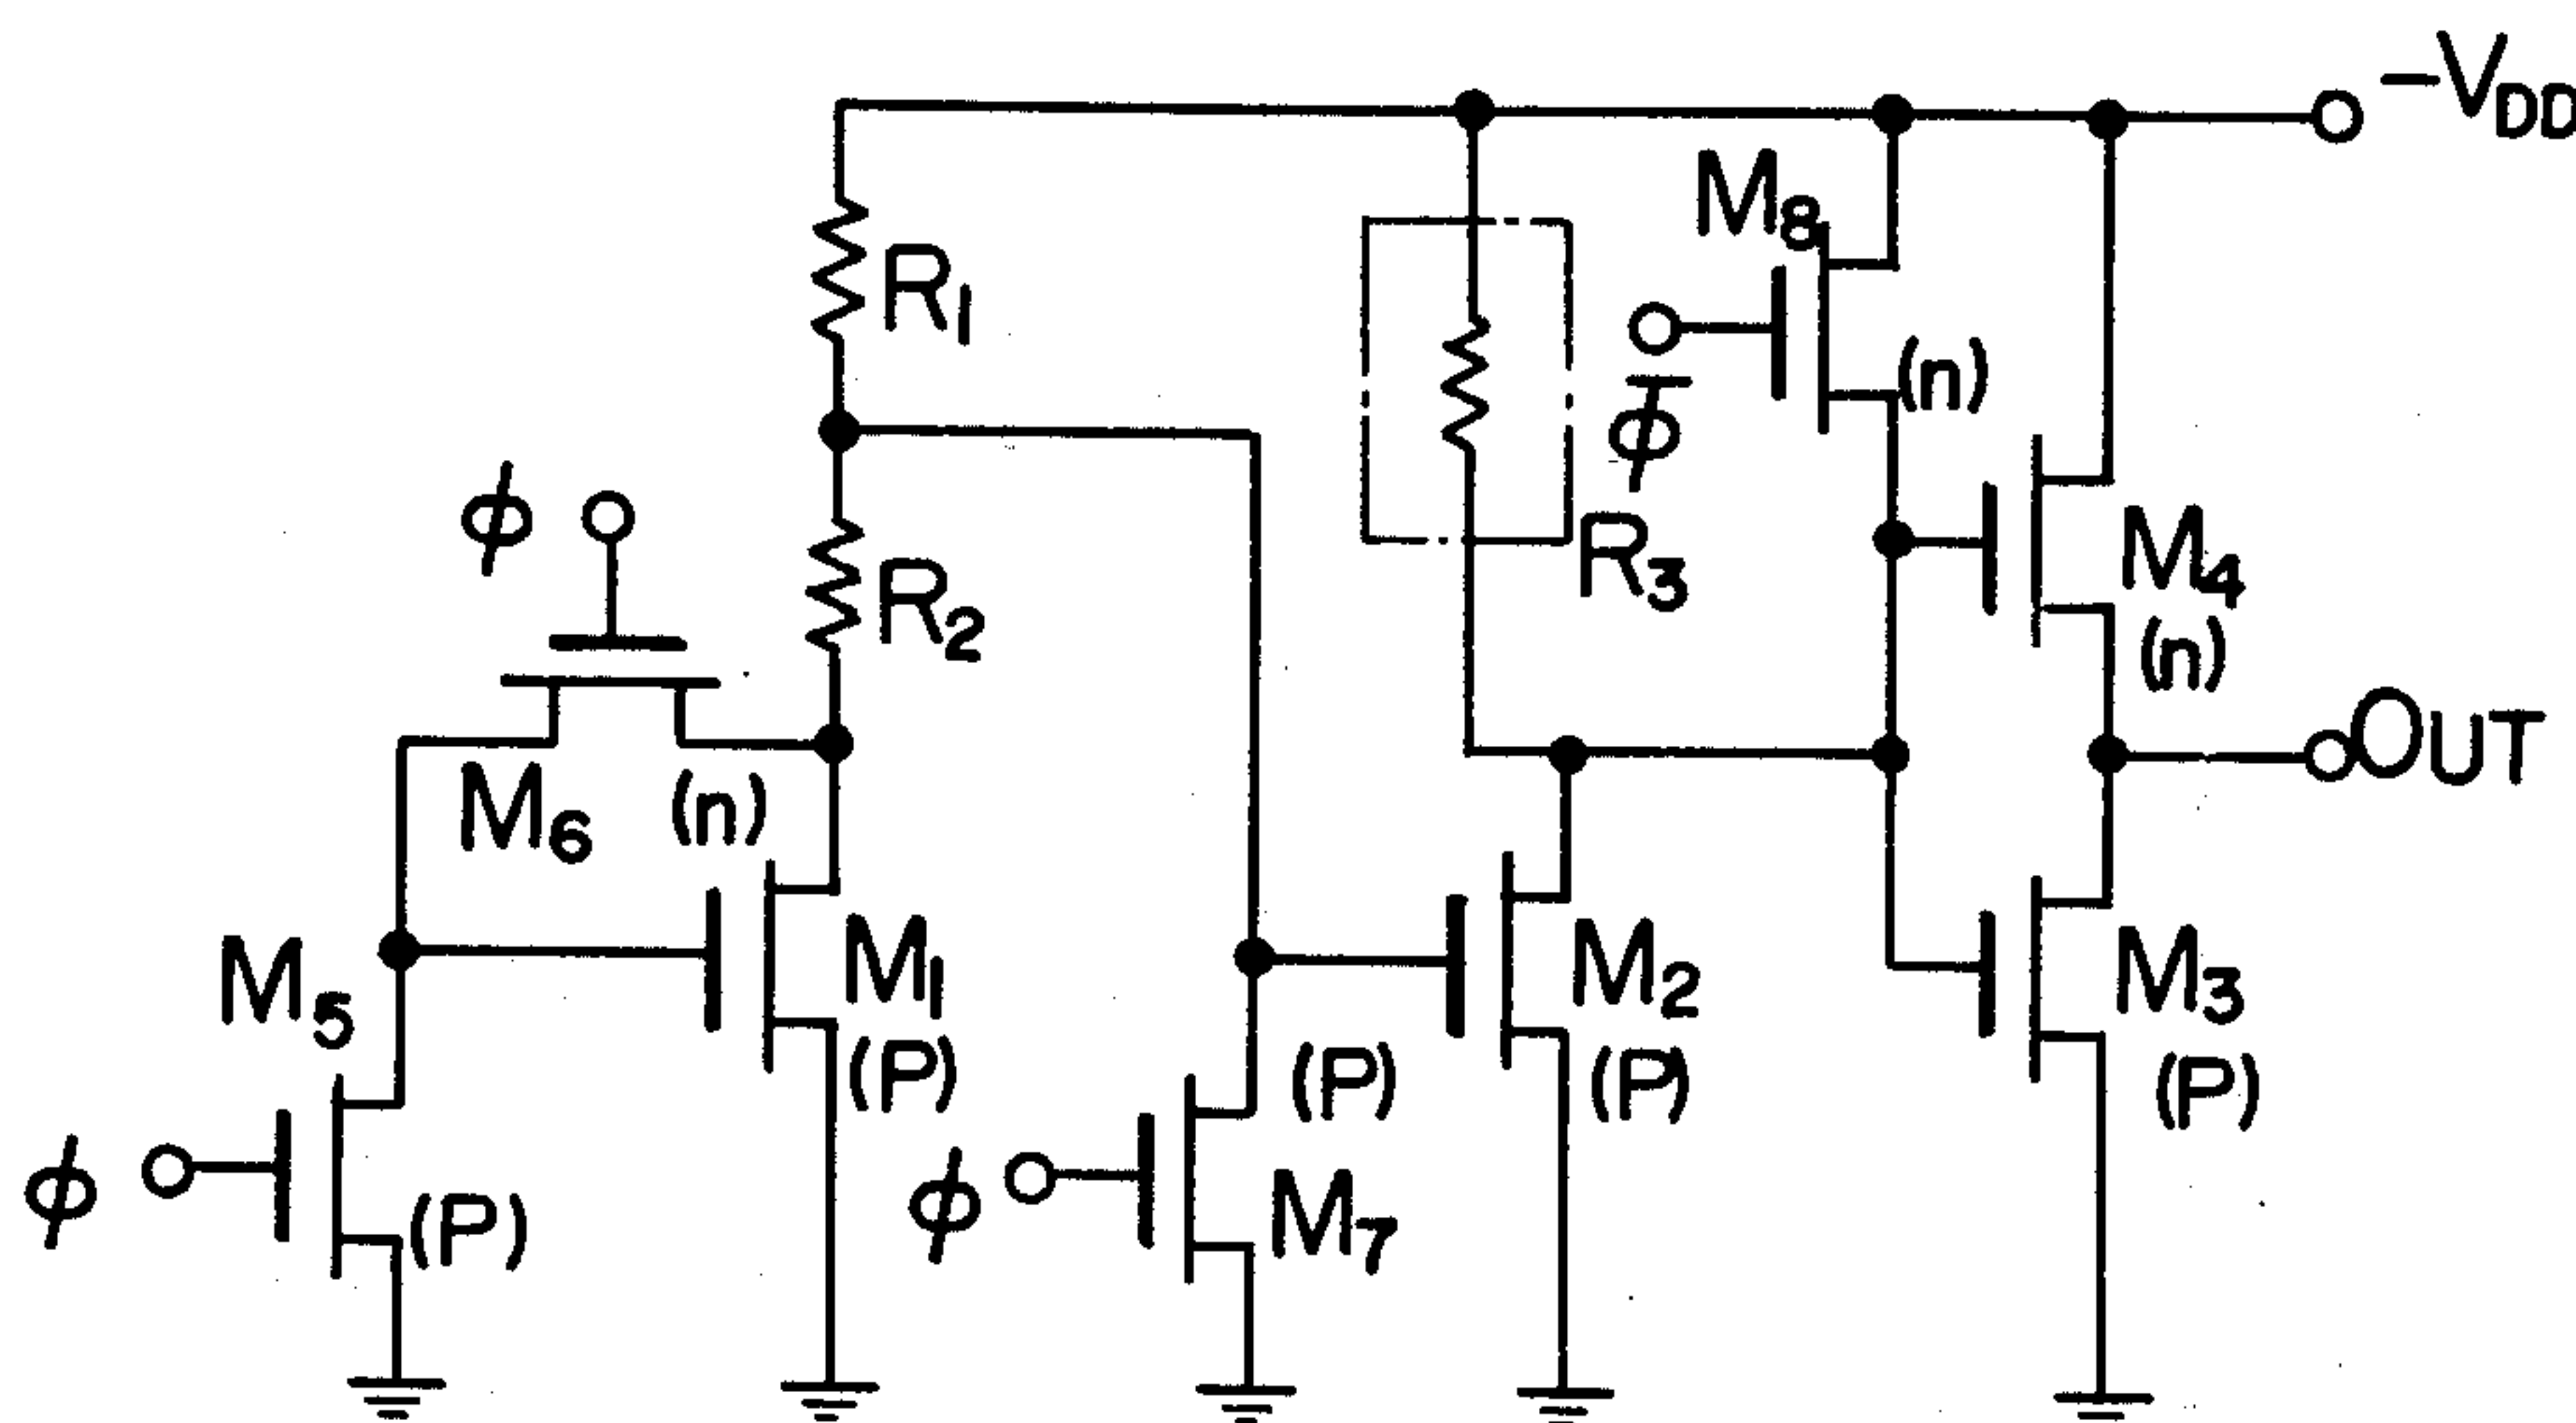 -VDD
M8
R1
(n)
φ
φ̅
R3
M4
R2
(n)
OUT
M6
(n)
M5
M1
M2
M3
(P)
(P)
(P)
(P)
φ
(P)
φ
M7